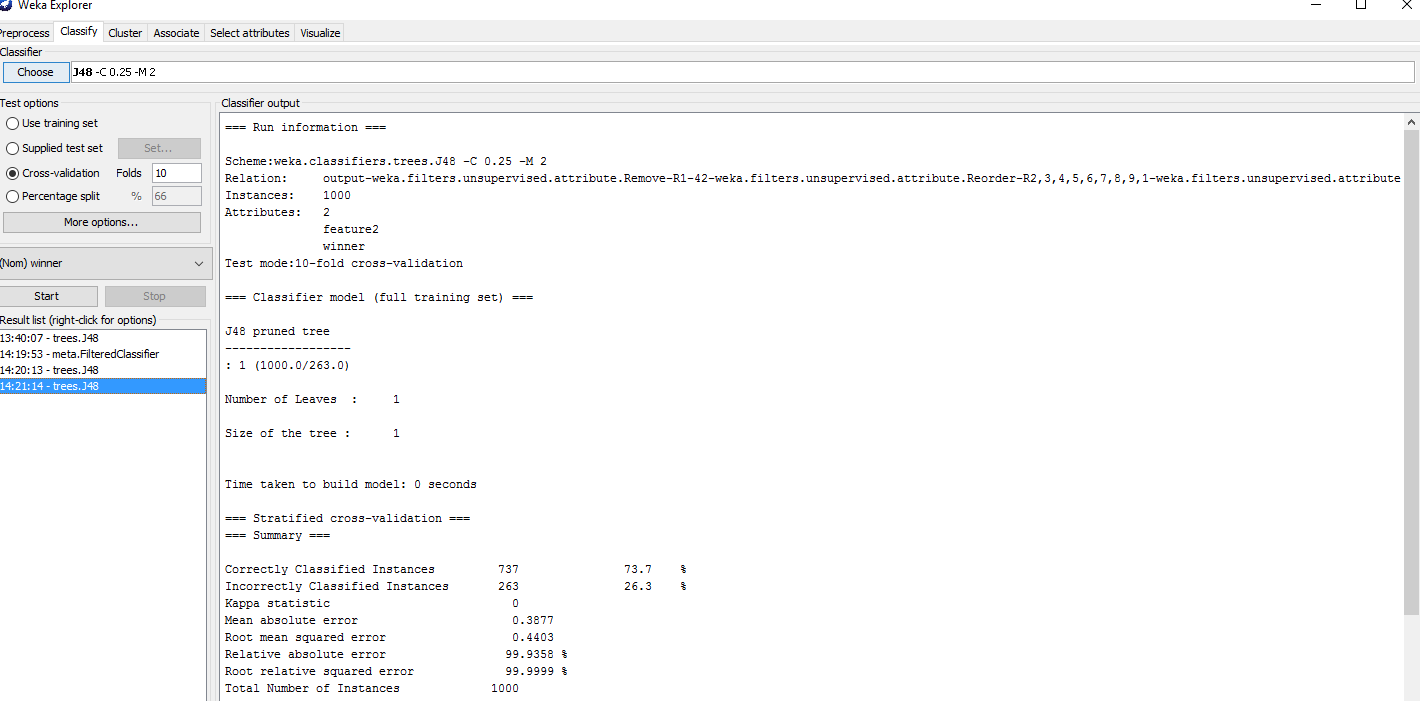 Weka Explorer
Preprocess Classify Cluster Associate Select attributes Visualize
Classifier
Choose J48 -C 0.25 -M 2
Test options
Use training set
Supplied test set Set...
Cross-validation Folds 10
Percentage split % 66
More options...
(Nom) winner
Start Stop
Result list (right-click for options)
13:40:07 - trees.J48
14:19:53 - meta.FilteredClassifier
14:20:13 - trees.J48
14:21:14 - trees.J48
Classifier output
=== Run information ===
Scheme:weka.classifiers.trees.J48 -C 0.25 -M 2
Relation: output-weka.filters.unsupervised.attribute.Remove-R1-42-weka.filters.unsupervised.attribute.Reorder-R2,3,4,5,6,7,8,9,1-weka.filters.unsupervised.attribute
Instances: 1000
Attributes: 2
feature2
winner
Test mode:10-fold cross-validation
=== Classifier model (full training set) ===
J48 pruned tree
------------------
: 1 (1000.0/263.0)
Number of Leaves : 1
Size of the tree : 1
Time taken to build model: 0 seconds
=== Stratified cross-validation ===
=== Summary ===
Correctly Classified Instances 737 73.7 %
Incorrectly Classified Instances 263 26.3 %
Kappa statistic 0
Mean absolute error 0.3877
Root mean squared error 0.4403
Relative absolute error 99.9358 %
Root relative squared error 99.9999 %
Total Number of Instances 1000